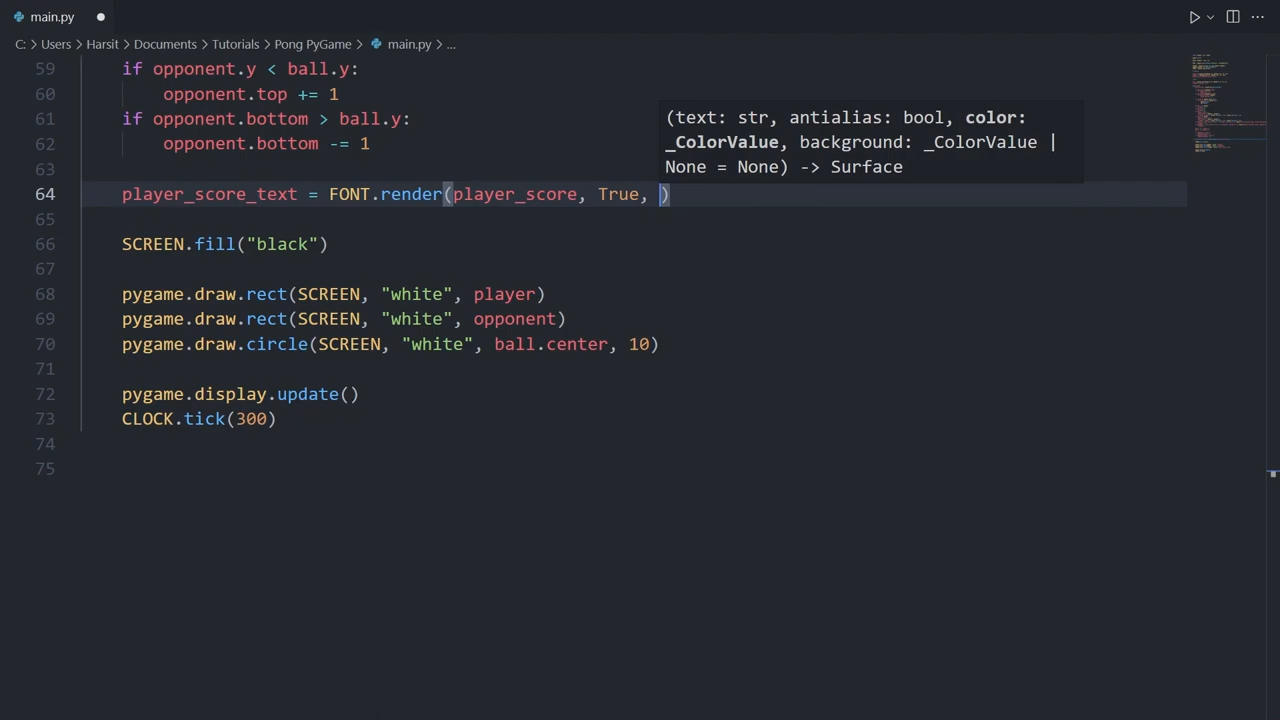 main.py
C: > Users > Harsit > Documents > Tutorials > Pong PyGame > main.py > ...
59 if opponent.y < ball.y:
60 opponent.top += 1
61 if opponent.bottom > ball.y:
62 opponent.bottom -= 1
63
(text: str, antialias: bool, color:
_ColorValue, background: _ColorValue |
None = None) -> Surface
64 player_score_text = FONT.render(player_score, True, )
65
66 SCREEN.fill("black")
67
68 pygame.draw.rect(SCREEN, "white", player)
69 pygame.draw.rect(SCREEN, "white", opponent)
70 pygame.draw.circle(SCREEN, "white", ball.center, 10)
71
72 pygame.display.update()
73 CLOCK.tick(300)
74
75